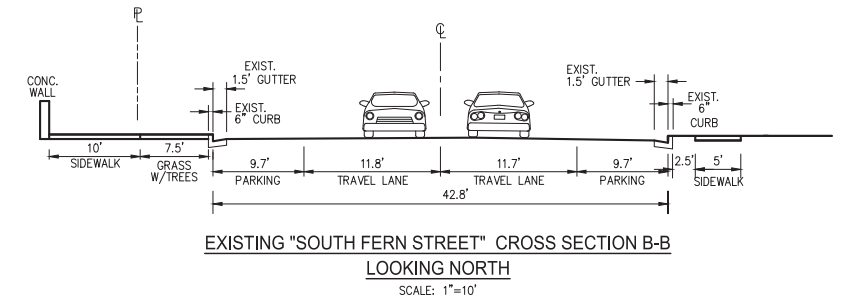 PL
CL
EXIST.
1.5' GUTTER
EXIST.
1.5' GUTTER
CONC.
WALL
EXIST.
6" CURB
EXIST.
6"
CURB
10'
SIDEWALK
7.5'
GRASS
W/TREES
9.7'
PARKING
11.8'
TRAVEL LANE
11.7'
TRAVEL LANE
9.7'
PARKING
2.5'
5'
SIDEWALK
42.8'
EXISTING "SOUTH FERN STREET" CROSS SECTION B-B
LOOKING NORTH
SCALE: 1"=10'